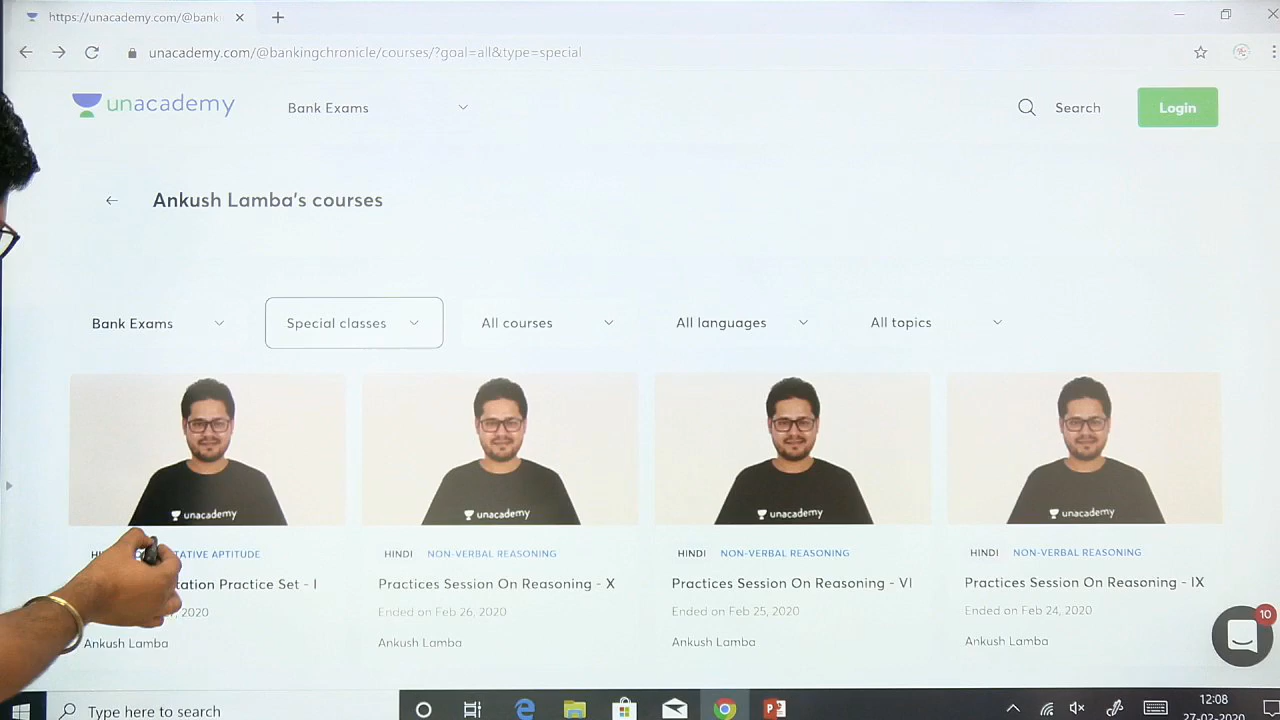 https://unacademy.com/@banki
unacademy.com/@bankingchronicle/courses/?goal=all&type=special
unacademy
Bank Exams
Search
Login
Ankush Lamba's courses
Bank Exams
Special classes
All courses
All languages
All topics
unacademy
unacademy
unacademy
unacademy
TATIVE APTITUDE
HINDI NON-VERBAL REASONING
HINDI NON-VERBAL REASONING
HINDI NON-VERBAL REASONING
tation Practice Set - I
Practices Session On Reasoning - X
Practices Session On Reasoning - VI
Practices Session On Reasoning - IX
2020
Ended on Feb 26, 2020
Ended on Feb 25, 2020
Ended on Feb 24, 2020
Ankush Lamba
Ankush Lamba
Ankush Lamba
Ankush Lamba
10
Type here to search
12:08
27-02-2020